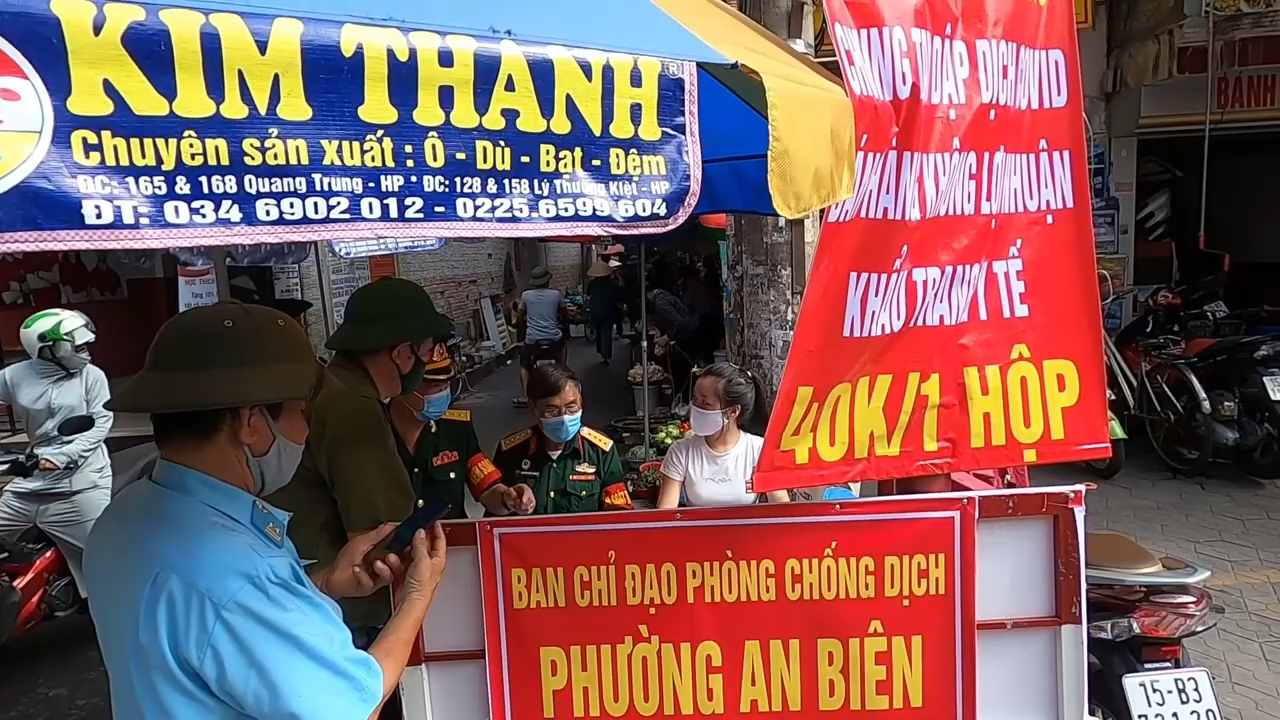 KIM THANH®
Chuyên sản xuất : Ô - Dù - Bạt - Đệm
ĐC: 165 & 168 Quang Trung - HP * ĐC: 128 & 158 Lý Thường Kiệt - HP
ĐT: 034 6902 012 - 0225.6599 604
DẬP DỊCH COVID
KHÔNG LỢI NHUẬN
KHẨU TRANG Y TẾ
40K/1 HỘP
BÁNH
BAN CHỈ ĐẠO PHÒNG CHỐNG DỊCH
PHƯỜNG AN BIÊN
15-B3